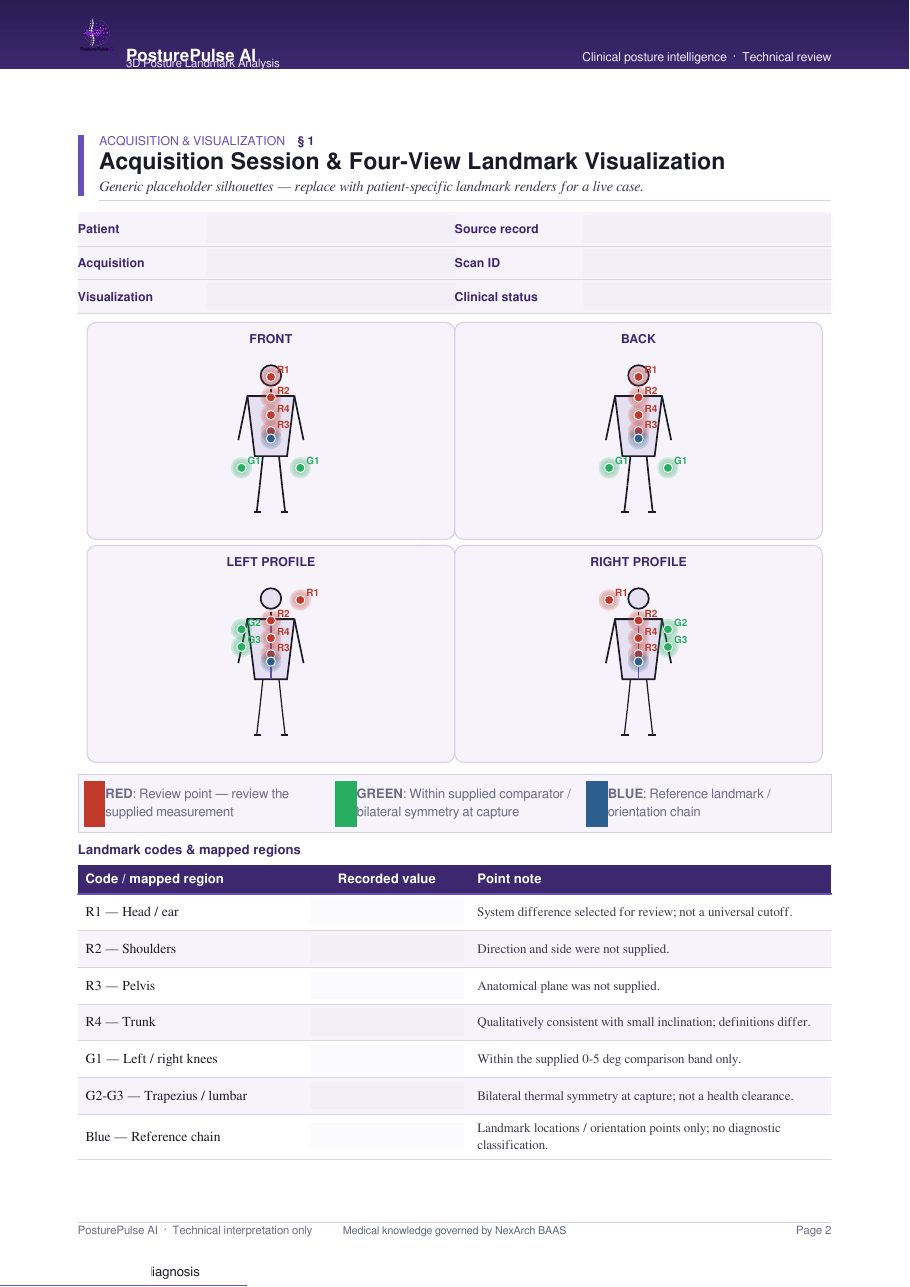 PosturePulse AI
3D Posture Landmark Analysis
Clinical posture intelligence · Technical review
ACQUISITION & VISUALIZATION § 1
Acquisition Session & Four-View Landmark Visualization
Generic placeholder silhouettes — replace with patient-specific landmark renders for a live case.
Patient Source record
Acquisition Scan ID
Visualization Clinical status
FRONT
R1
R2
R4
R3
G1 G1
BACK
R1
R2
R4
R3
G1 G1
LEFT PROFILE
R1
R2
G2
R4
G3
R3
RIGHT PROFILE
R1
R2
G2
R4
G3
R3
RED: Review point — review the
supplied measurement
GREEN: Within supplied comparator /
bilateral symmetry at capture
BLUE: Reference landmark /
orientation chain
Landmark codes & mapped regions
Code / mapped region Recorded value Point note
R1 — Head / ear System difference selected for review; not a universal cutoff.
R2 — Shoulders Direction and side were not supplied.
R3 — Pelvis Anatomical plane was not supplied.
R4 — Trunk Qualitatively consistent with small inclination; definitions differ.
G1 — Left / right knees Within the supplied 0-5 deg comparison band only.
G2-G3 — Trapezius / lumbar Bilateral thermal symmetry at capture; not a health clearance.
Blue — Reference chain Landmark locations / orientation points only; no diagnostic
classification.
PosturePulse AI · Technical interpretation only Medical knowledge governed by NexArch BAAS Page 2
iagnosis